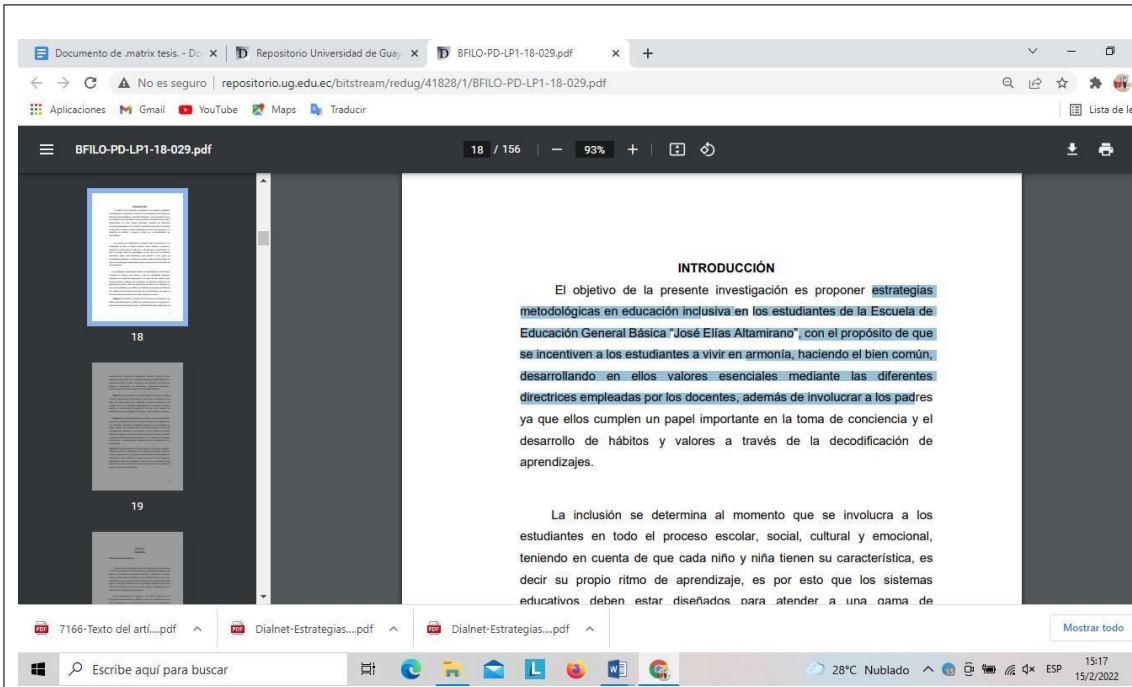 Documento de .matrix tesis. - Do
Repositorio Universidad de Guay
BFILO-PD-LP1-18-029.pdf
No es seguro | repositorio.ug.edu.ec/bitstream/redug/41828/1/BFILO-PD-LP1-18-029.pdf
Aplicaciones Gmail YouTube Maps Traducir Lista de le
BFILO-PD-LP1-18-029.pdf 18 / 156 93%
18
19
INTRODUCCIÓN
El objetivo de la presente investigación es proponer estrategias
metodológicas en educación inclusiva en los estudiantes de la Escuela de
Educación General Básica "José Elías Altamirano", con el propósito de que
se incentiven a los estudiantes a vivir en armonía, haciendo el bien común,
desarrollando en ellos valores esenciales mediante las diferentes
directrices empleadas por los docentes, además de involucrar a los padres
ya que ellos cumplen un papel importante en la toma de conciencia y el
desarrollo de hábitos y valores a través de la decodificación de
aprendizajes.
La inclusión se determina al momento que se involucra a los
estudiantes en todo el proceso escolar, social, cultural y emocional,
teniendo en cuenta de que cada niño y niña tienen su característica, es
decir su propio ritmo de aprendizaje, es por esto que los sistemas
educativos deben estar diseñados para atender a una gama de
7166-Texto del artí....pdf
Dialnet-Estrategias....pdf
Dialnet-Estrategias....pdf
Mostrar todo
Escribe aquí para buscar
28°C Nublado ESP
15:17
15/2/2022